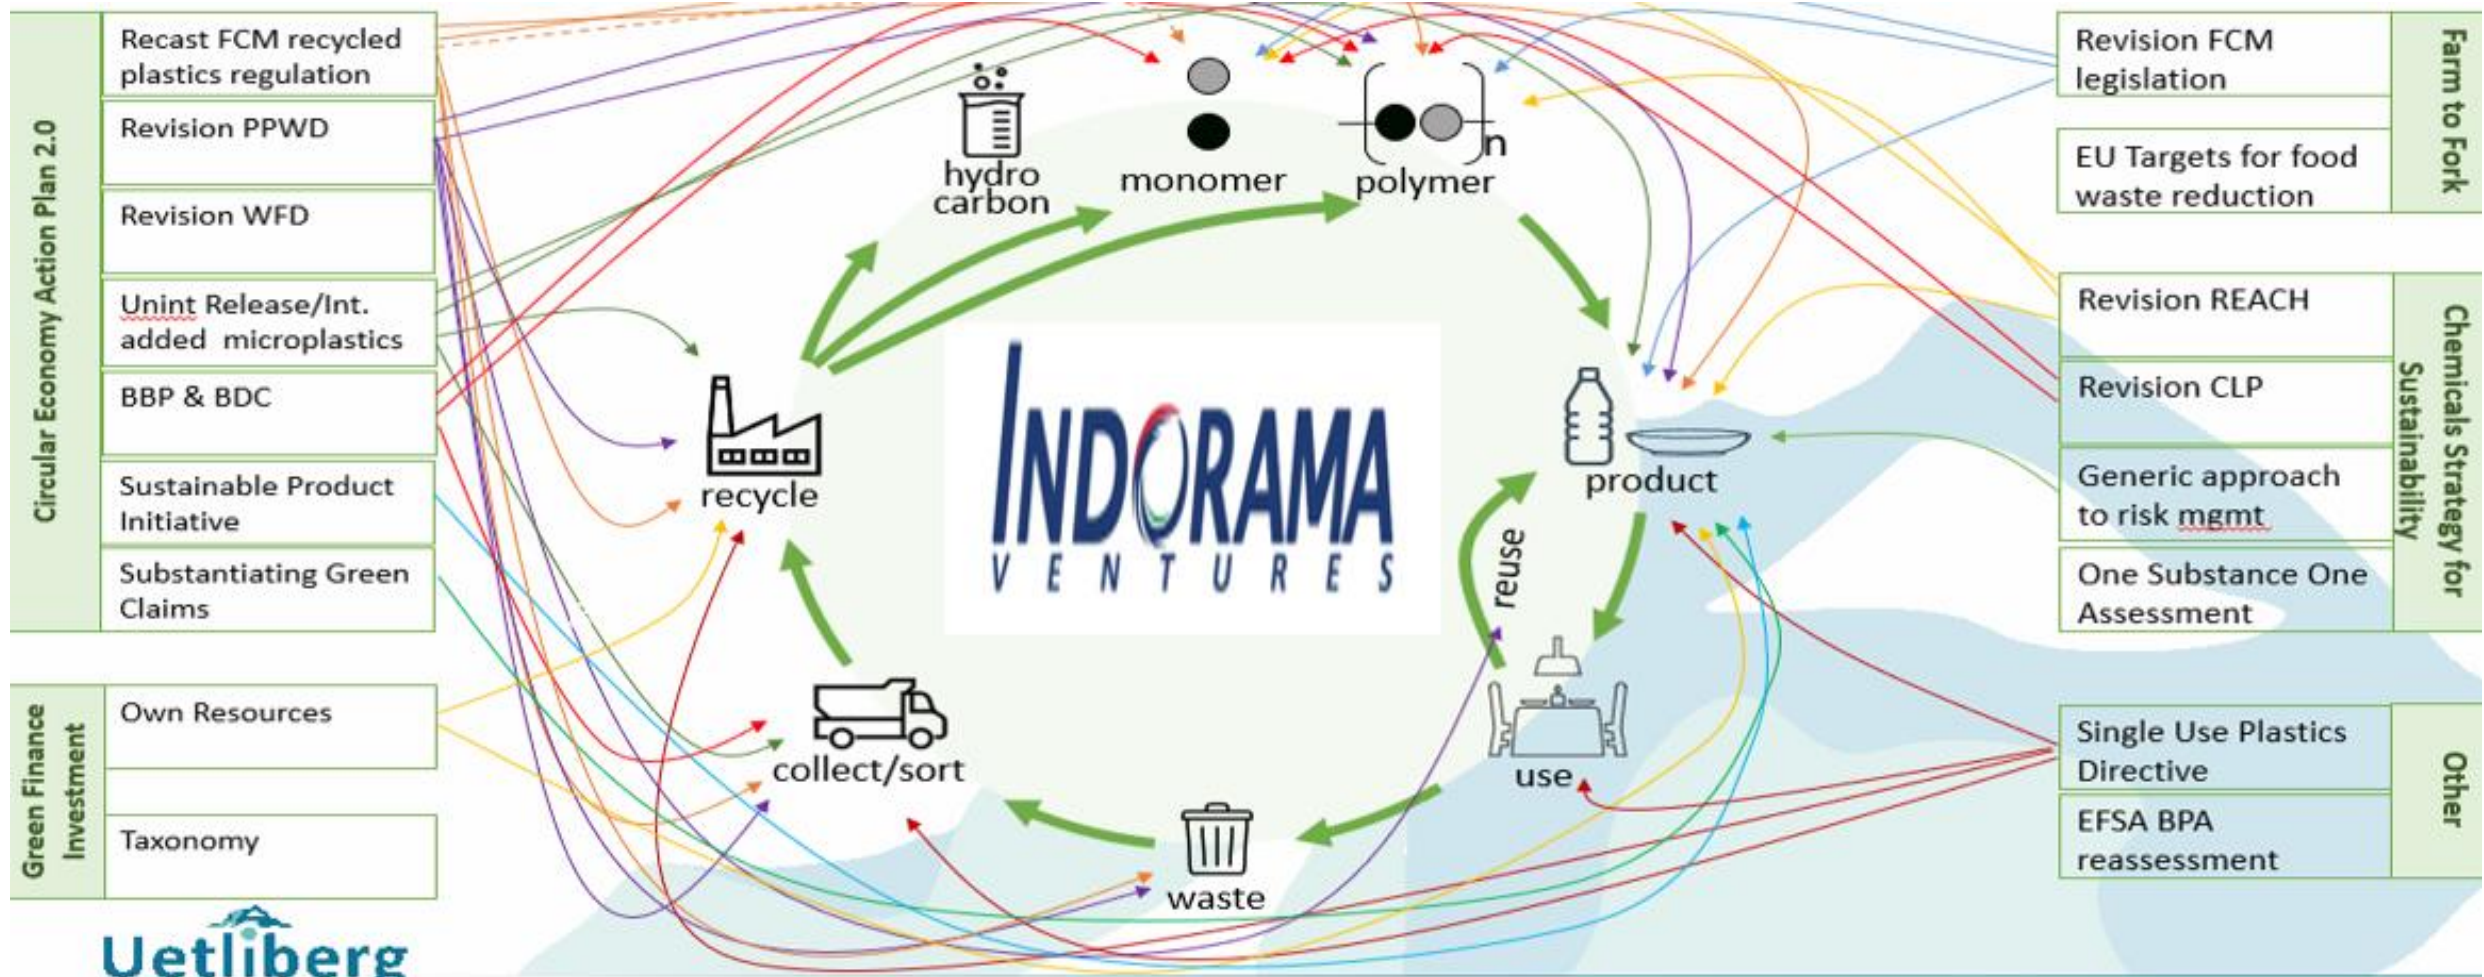 Circular Economy Action Plan 2.0
Recast FCM recycled
plastics regulation
Revision PPWD
Revision WFD
Unint Release/Int.
added microplastics
BBP & BDC
Sustainable Product
Initiative
Substantiating Green
Claims
Green Finance
Investment
Own Resources
Taxonomy
Uetliberg
hydro
carbon
monomer
polymer
n
recycle
INDORAMA
VENTURES
product
reuse
use
collect/sort
waste
Revision FCM
legislation
EU Targets for food
waste reduction
Farm to Fork
Revision REACH
Revision CLP
Generic approach
to risk mgmt
One Substance One
Assessment
Chemicals Strategy for
Sustainability
Single Use Plastics
Directive
EFSA BPA
reassessment
Other